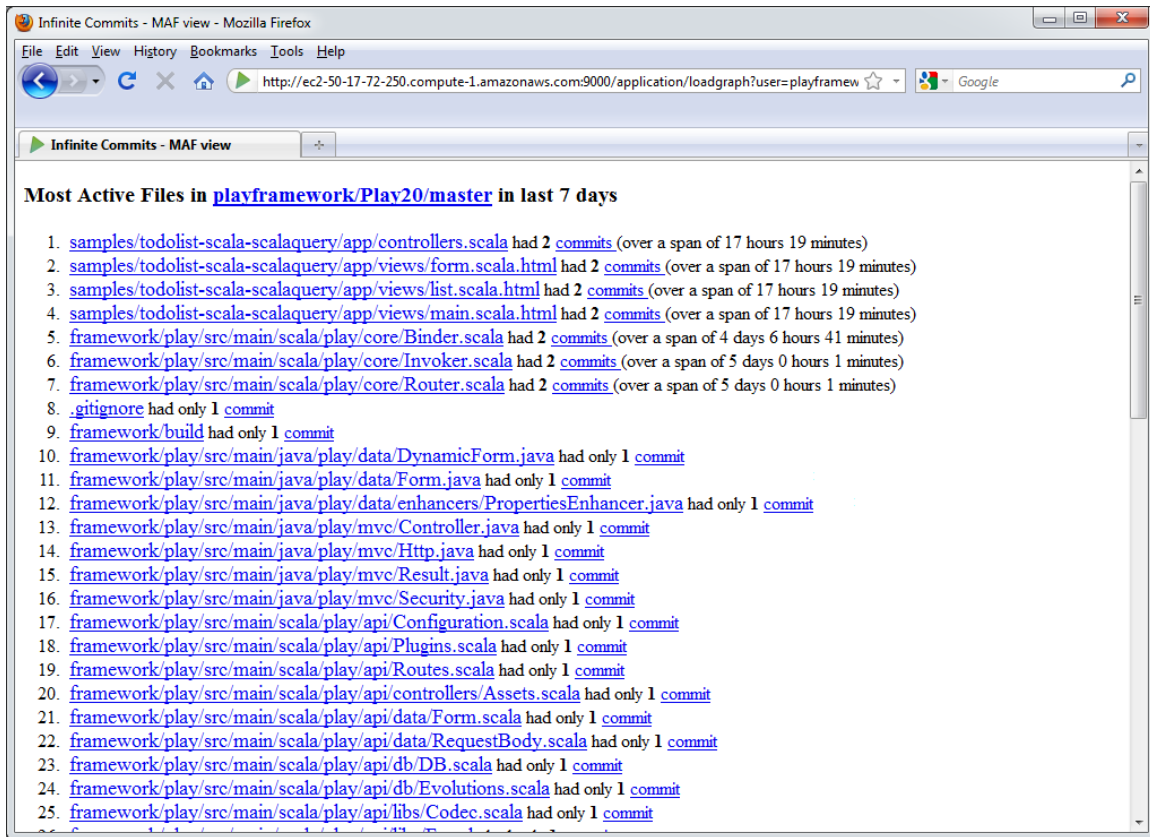 Infinite Commits - MAF view - Mozilla Firefox
File Edit View History Bookmarks Tools Help
http://ec2-50-17-72-250.compute-1.amazonaws.com:9000/application/loadgraph?user=playframew Google
Infinite Commits - MAF view
Most Active Files in playframework/Play20/master in last 7 days
1. samples/todolist-scala-scalaquery/app/controllers.scala had 2 commits (over a span of 17 hours 19 minutes)
2. samples/todolist-scala-scalaquery/app/views/form.scala.html had 2 commits (over a span of 17 hours 19 minutes)
3. samples/todolist-scala-scalaquery/app/views/list.scala.html had 2 commits (over a span of 17 hours 19 minutes)
4. samples/todolist-scala-scalaquery/app/views/main.scala.html had 2 commits (over a span of 17 hours 19 minutes)
5. framework/play/src/main/scala/play/core/Binder.scala had 2 commits (over a span of 4 days 6 hours 41 minutes)
6. framework/play/src/main/scala/play/core/Invoker.scala had 2 commits (over a span of 5 days 0 hours 1 minutes)
7. framework/play/src/main/scala/play/core/Router.scala had 2 commits (over a span of 5 days 0 hours 1 minutes)
8. .gitignore had only 1 commit
9. framework/build had only 1 commit
10. framework/play/src/main/java/play/data/DynamicForm.java had only 1 commit
11. framework/play/src/main/java/play/data/Form.java had only 1 commit
12. framework/play/src/main/java/play/data/enhancers/PropertiesEnhancer.java had only 1 commit
13. framework/play/src/main/java/play/mvc/Controller.java had only 1 commit
14. framework/play/src/main/java/play/mvc/Http.java had only 1 commit
15. framework/play/src/main/java/play/mvc/Result.java had only 1 commit
16. framework/play/src/main/java/play/mvc/Security.java had only 1 commit
17. framework/play/src/main/scala/play/api/Configuration.scala had only 1 commit
18. framework/play/src/main/scala/play/api/Plugins.scala had only 1 commit
19. framework/play/src/main/scala/play/api/Routes.scala had only 1 commit
20. framework/play/src/main/scala/play/api/controllers/Assets.scala had only 1 commit
21. framework/play/src/main/scala/play/api/data/Form.scala had only 1 commit
22. framework/play/src/main/scala/play/api/data/RequestBody.scala had only 1 commit
23. framework/play/src/main/scala/play/api/db/DB.scala had only 1 commit
24. framework/play/src/main/scala/play/api/db/Evolutions.scala had only 1 commit
25. framework/play/src/main/scala/play/api/libs/Codec.scala had only 1 commit